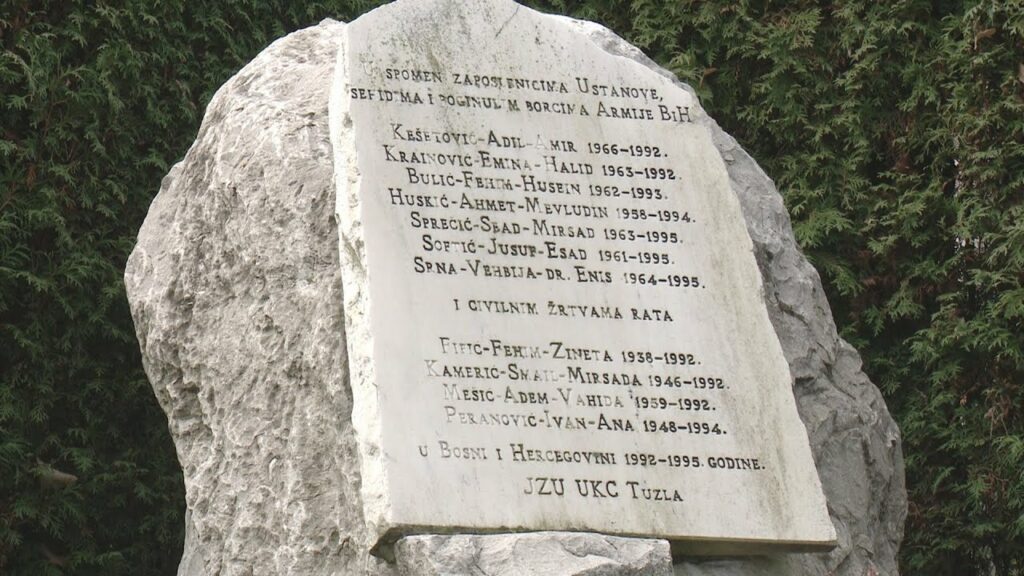 SPOMEN ZAPOSLENICIMA USTANOVE,
ŠEHIDIMA I POGINULIM BORCIMA ARMIJE BIH
KEŠETOVIĆ-ADIL-AMIR 1966-1992.
KRAINOVIĆ-EMINA-HALID 1963-1992.
BULIĆ-FEHIM-HUSEIN 1962-1993.
HUSKIĆ-AHMET-MEVLUDIN 1958-1994.
SPREČIĆ-SEAD-MIRSAD 1963-1995.
SOFTIĆ-JUSUF-ESAD 1961-1995.
SRNA-VEHBIJA-DR. ENIS 1964-1995.
I CIVILNIM ŽRTVAMA RATA
FIFIC-FEHIM-ZINETA 1938-1992.
KAMERIĆ-SMAIL-MIRSADA 1946-1992.
MESIC-ADEM-VAHIDA 1959-1992.
PERANOVIĆ-IVAN-ANA 1948-1994.
U BOSNI I HERCEGOVINI 1992-1995. GODINE.
JZU UKC TUZLA